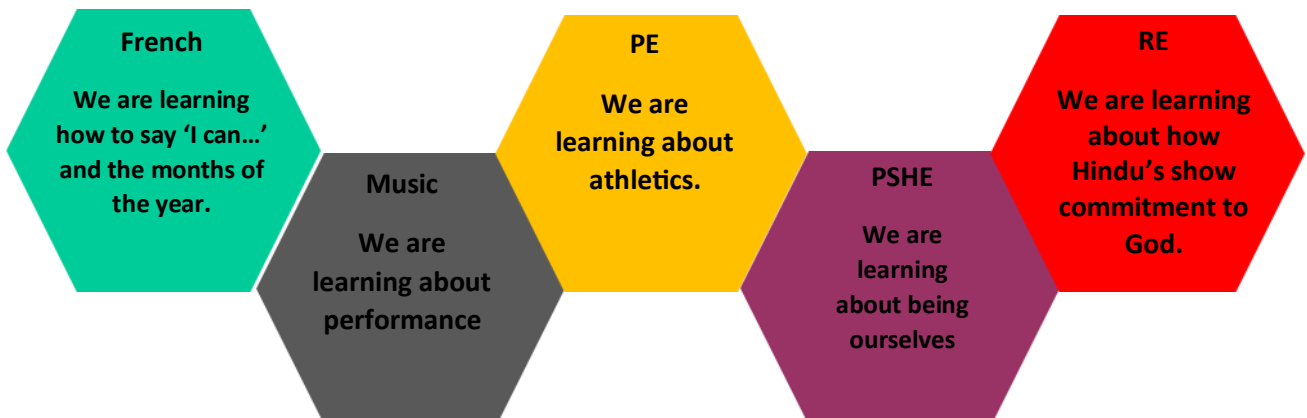 French
We are learning
how to say ‘I can…’
and the months of
the year.
Music
We are
learning about
performance
PE
We are
learning about
athletics.
PSHE
We are
learning
about being
ourselves
RE
We are learning
about how
Hindu’s show
commitment to
God.